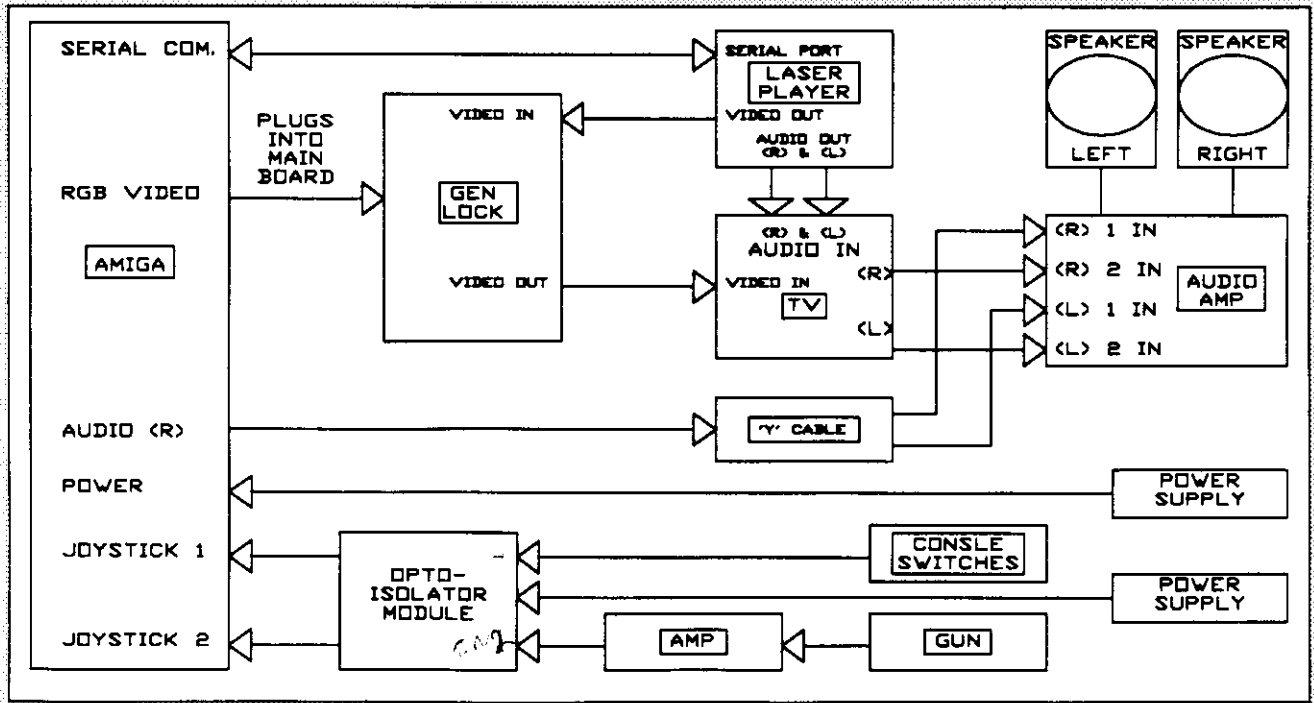 SERIAL COM.
PLUGS
INTO
MAIN
BOARD
RGB VIDEO
AMIGA
AUDIO (R)
POWER
JOYSTICK 1
JOYSTICK 2
VIDEO IN
GEN
LOCK
VIDEO OUT
SERIAL PORT
LASER
PLAYER
VIDEO OUT
AUDIO OUT
(R) & (L)
(R) & (L)
AUDIO IN
(R)
VIDEO IN
TV
(L)
"Y" CABLE
SPEAKER
LEFT
SPEAKER
RIGHT
(R) 1 IN
(R) 2 IN
(L) 1 IN
(L) 2 IN
AUDIO
AMP
POWER
SUPPLY
OPTO-
ISOLATOR
MODULE
CONSLE
SWITCHES
POWER
SUPPLY
AMP
GUN